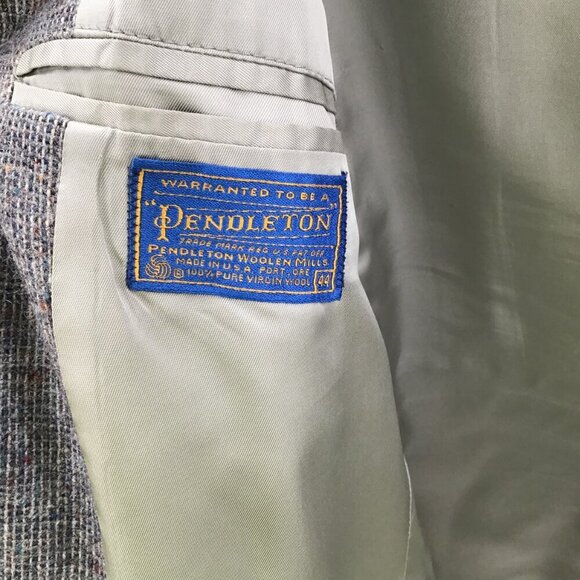 WARRANTED TO BE A
"PENDLETON"
TRADE MARK REG. U.S. PAT. OFF.
PENDLETON WOOLEN MILLS
MADE IN U.S.A. PORT. ORE
® 100% PURE VIRGIN WOOL 44